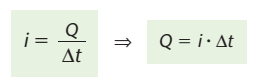 i = Q / Δt ⇒ Q = i · Δt